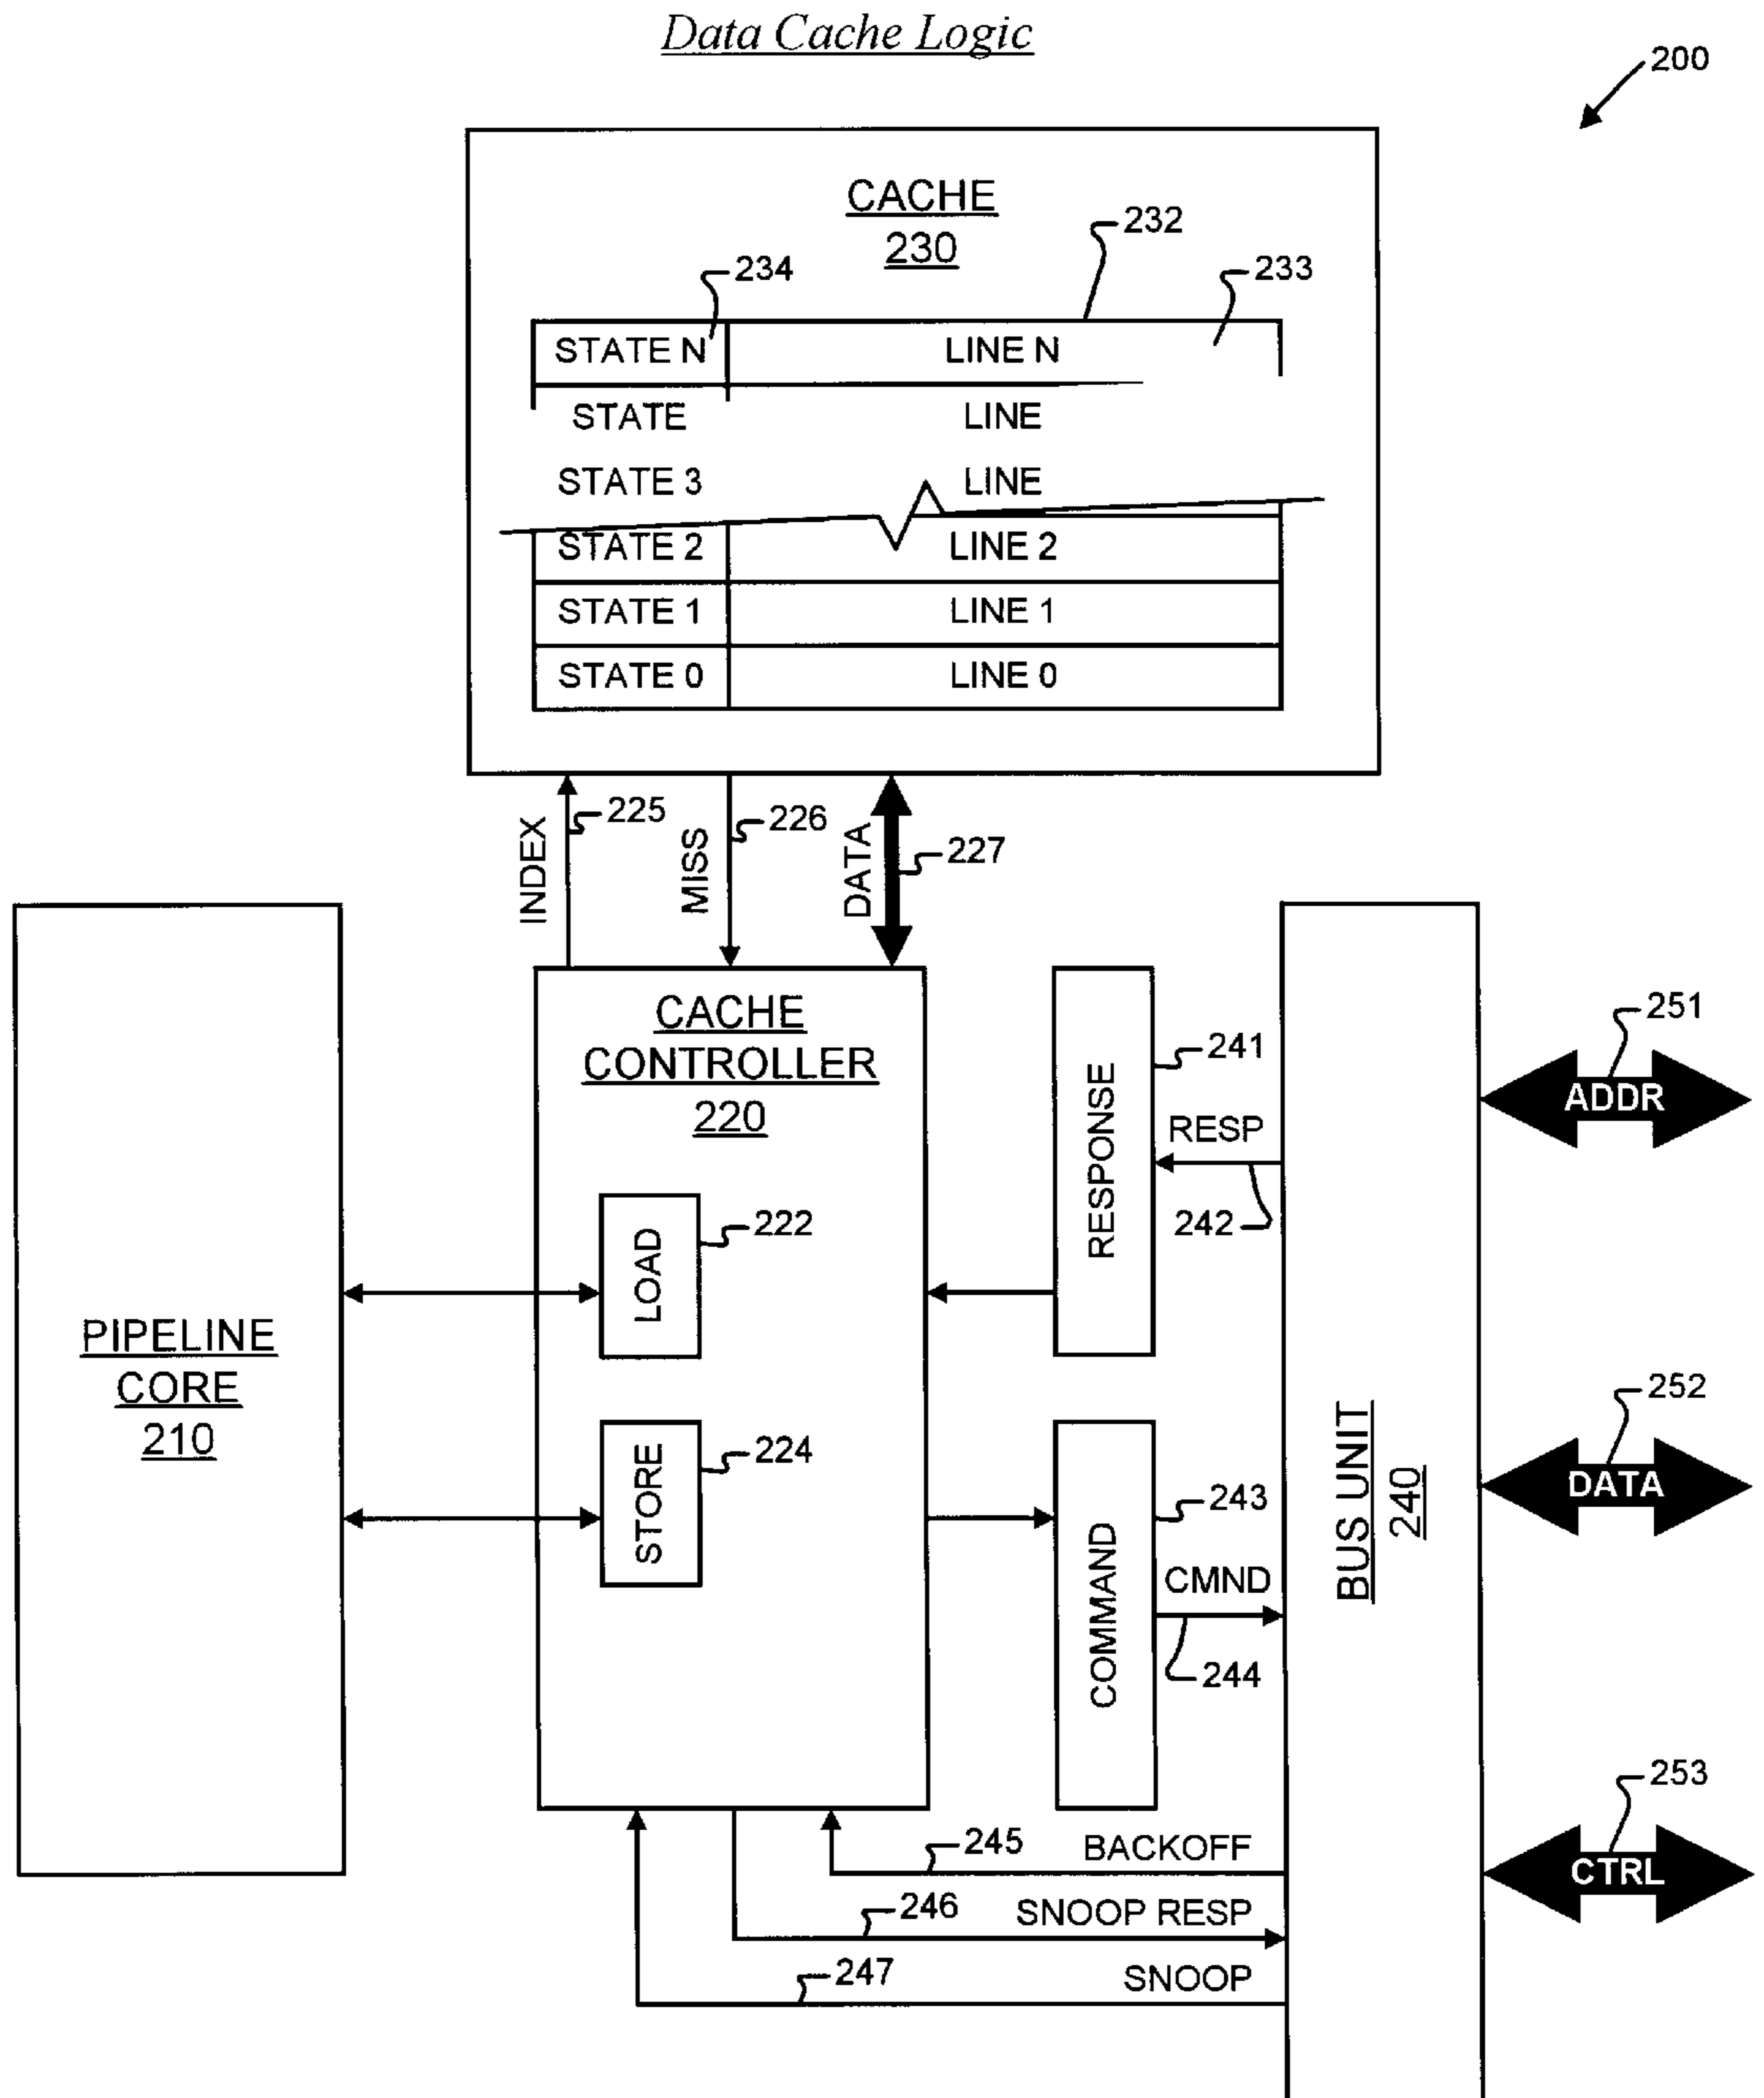 Data Cache Logic
200
CACHE
230
232
234
233
STATE N LINE N
STATE LINE
STATE 3 LINE
STATE 2 LINE 2
STATE 1 LINE 1
STATE 0 LINE 0
INDEX
225
MISS
226
DATA
227
PIPELINE
CORE
210
CACHE
CONTROLLER
220
LOAD
222
STORE
224
RESPONSE
241
RESP
242
COMMAND
243
CMND
244
BUS UNIT
240
251
ADDR
252
DATA
253
CTRL
245
BACKOFF
246
SNOOP RESP
247
SNOOP